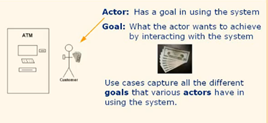 Actor: Has a goal in using the system
Goal: What the actor wants to achieve
by interacting with the system
ATM
Customer
Use cases capture all the different
goals that various actors have in
using the system.